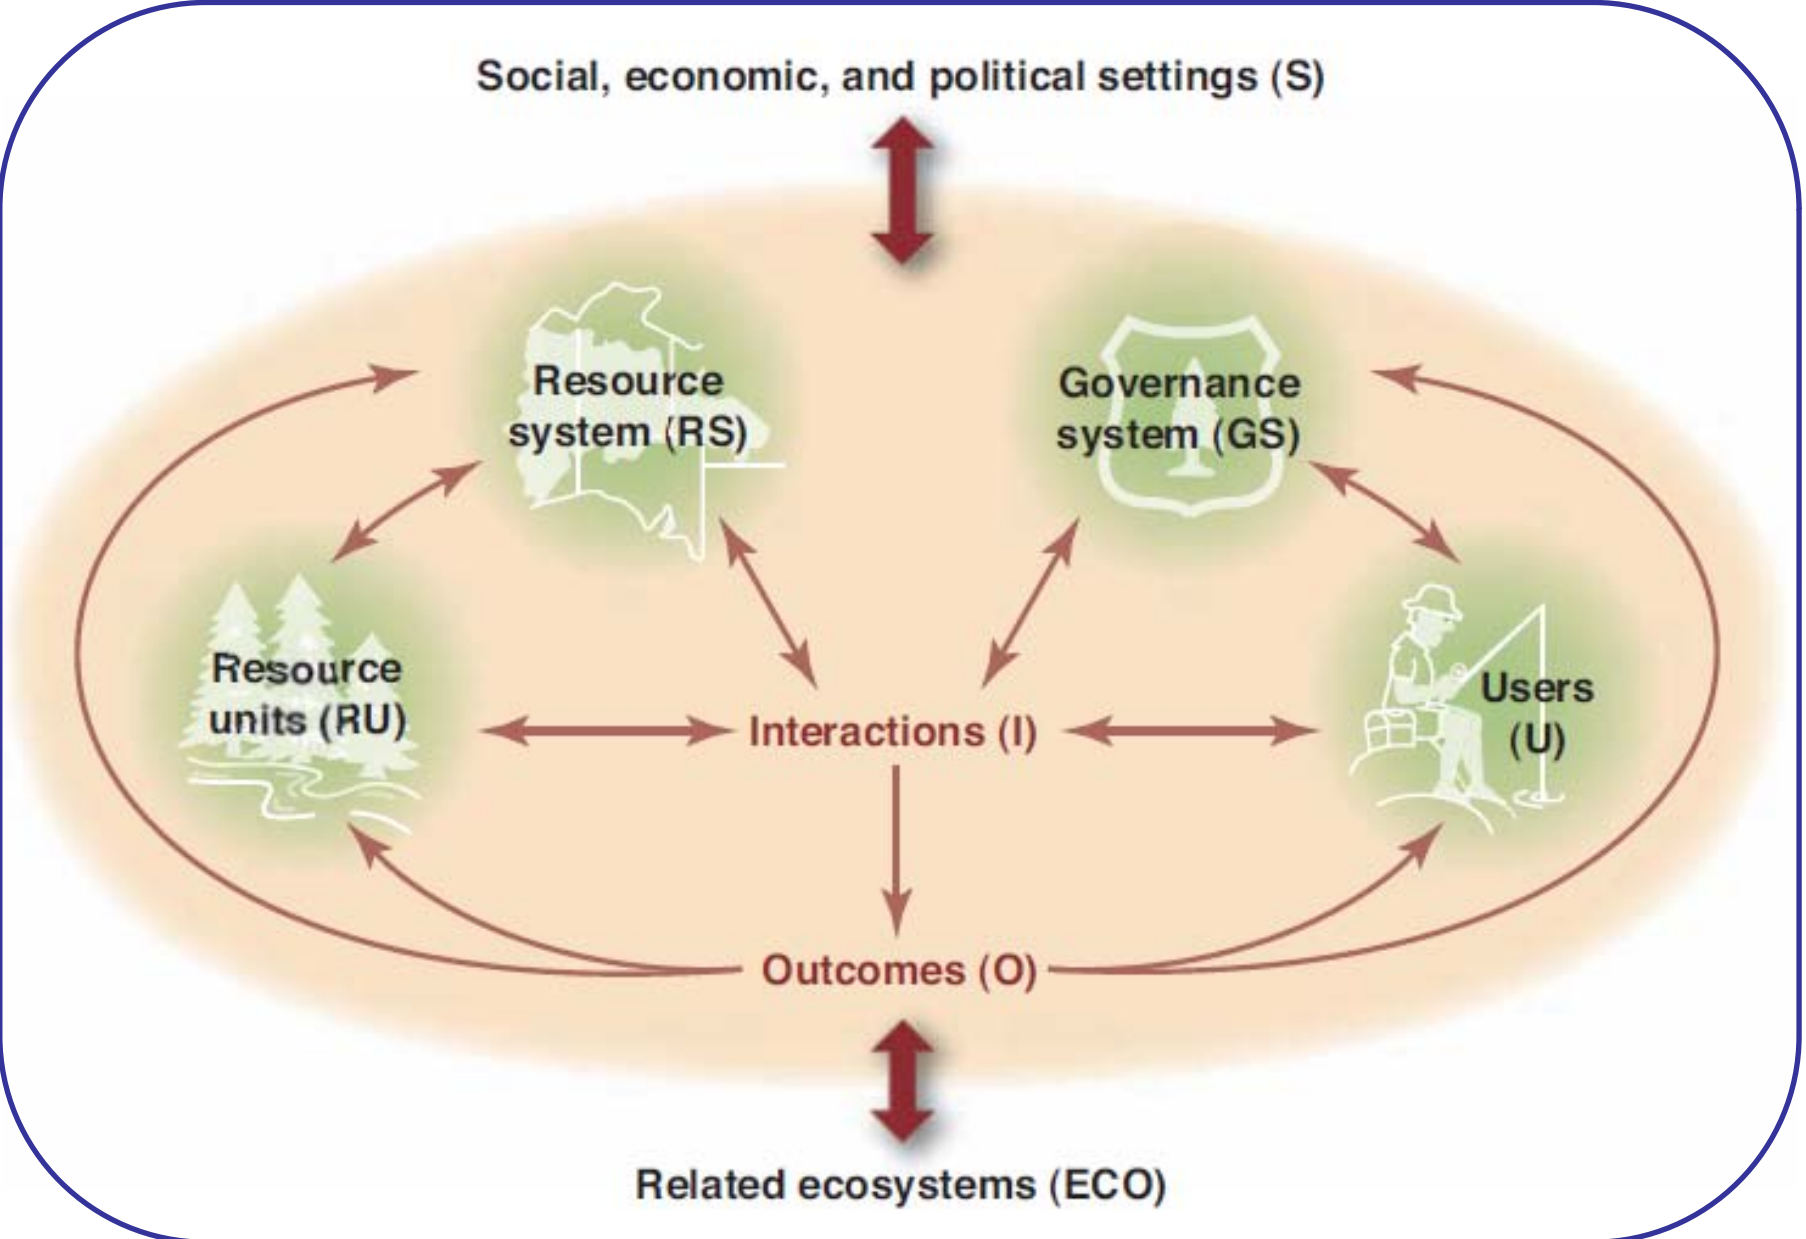 Social, economic, and political settings (S)
Resource
system (RS)
Governance
system (GS)
Resource
units (RU)
Interactions (I)
Users
(U)
Outcomes (O)
Related ecosystems (ECO)